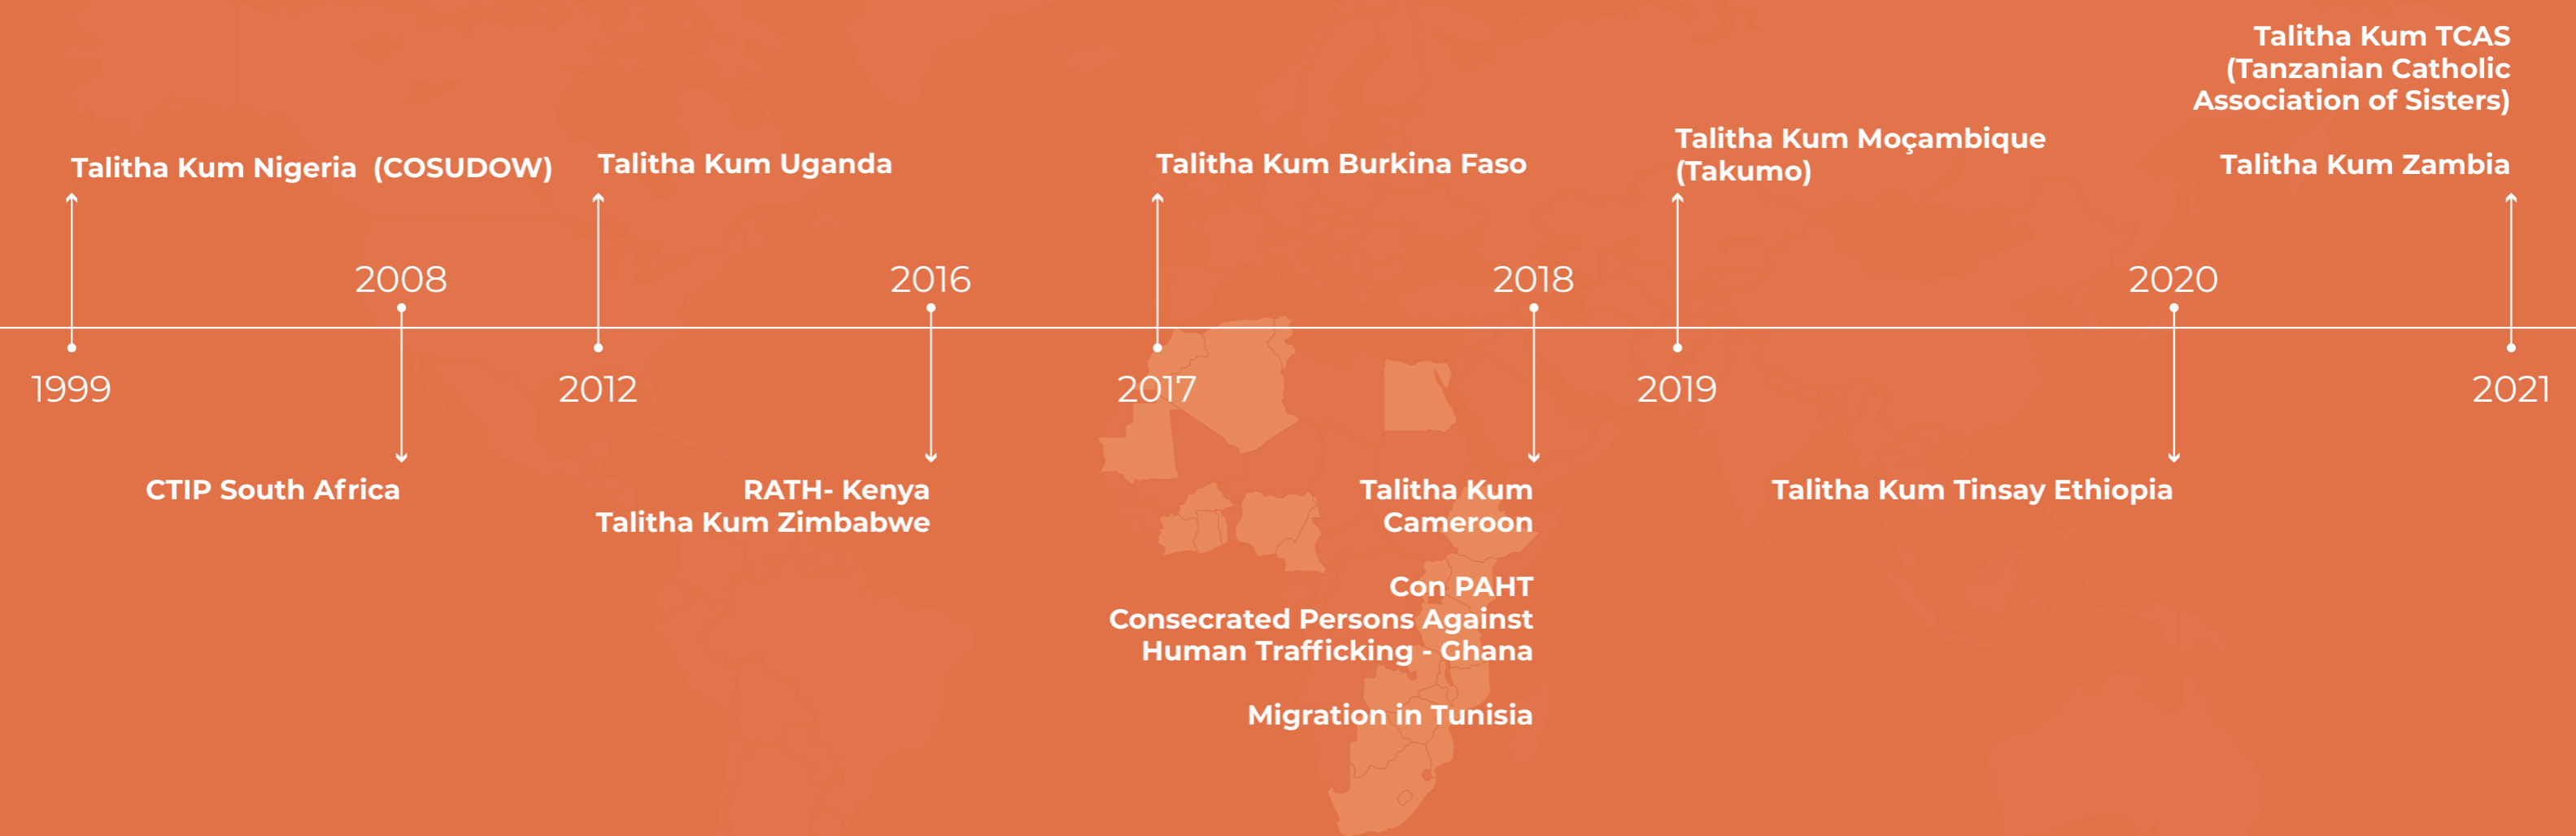 Talitha Kum Nigeria (COSUDOW)
1999
2008
CTIP South Africa
Talitha Kum Uganda
2012
2016
RATH- Kenya
Talitha Kum Zimbabwe
Talitha Kum Burkina Faso
2017
2018
Talitha Kum
Cameroon
Con PAHT
Consecrated Persons Against
Human Trafficking - Ghana
Migration in Tunisia
Talitha Kum Moçambique
(Takumo)
2019
2020
Talitha Kum Tinsay Ethiopia
Talitha Kum TCAS
(Tanzanian Catholic
Association of Sisters)
Talitha Kum Zambia
2021